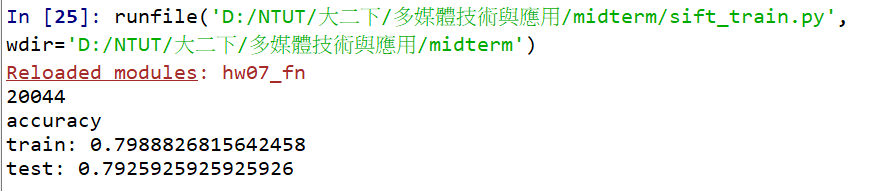 In [25]: runfile('D:/NTUT/大二下/多媒體技術與應用/midterm/sift_train.py',
wdir='D:/NTUT/大二下/多媒體技術與應用/midterm')
Reloaded modules: hw07_fn
20044
accuracy
train: 0.7988826815642458
test: 0.7925925925925926